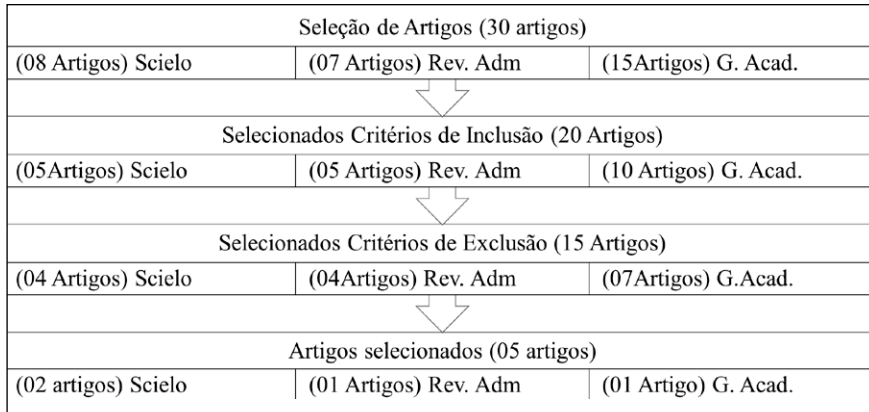 Seleção de Artigos (30 artigos)
(08 Artigos) Scielo (07 Artigos) Rev. Adm (15Artigos) G. Acad.
Selecionados Critérios de Inclusão (20 Artigos)
(05Artigos) Scielo (05 Artigos) Rev. Adm (10 Artigos) G. Acad.
Selecionados Critérios de Exclusão (15 Artigos)
(04 Artigos) Scielo (04Artigos) Rev. Adm (07Artigos) G.Acad.
Artigos selecionados (05 artigos)
(02 artigos) Scielo (01 Artigos) Rev. Adm (01 Artigo) G. Acad.